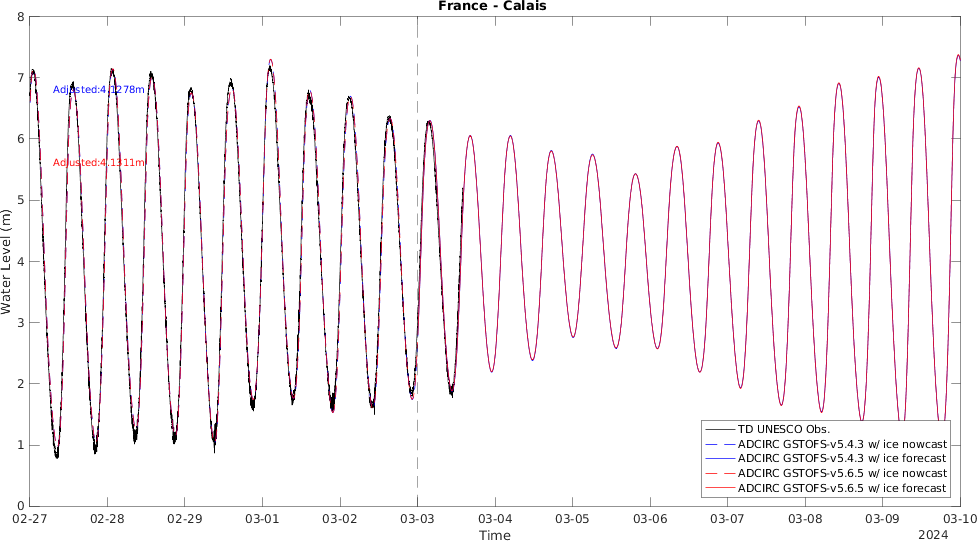 France - Calais
8
7
6
5
4
3
2
1
0
Water Level (m)
Adjusted:4.1278m
Adjusted:4.1311m
TD UNESCO Obs.
ADCIRC GSTOFS-v5.4.3 w/ ice nowcast
ADCIRC GSTOFS-v5.4.3 w/ ice forecast
ADCIRC GSTOFS-v5.6.5 w/ ice nowcast
ADCIRC GSTOFS-v5.6.5 w/ ice forecast
02-27 02-28 02-29 03-01 03-02 03-03 03-04 03-05 03-06 03-07 03-08 03-09 03-10
Time
2024